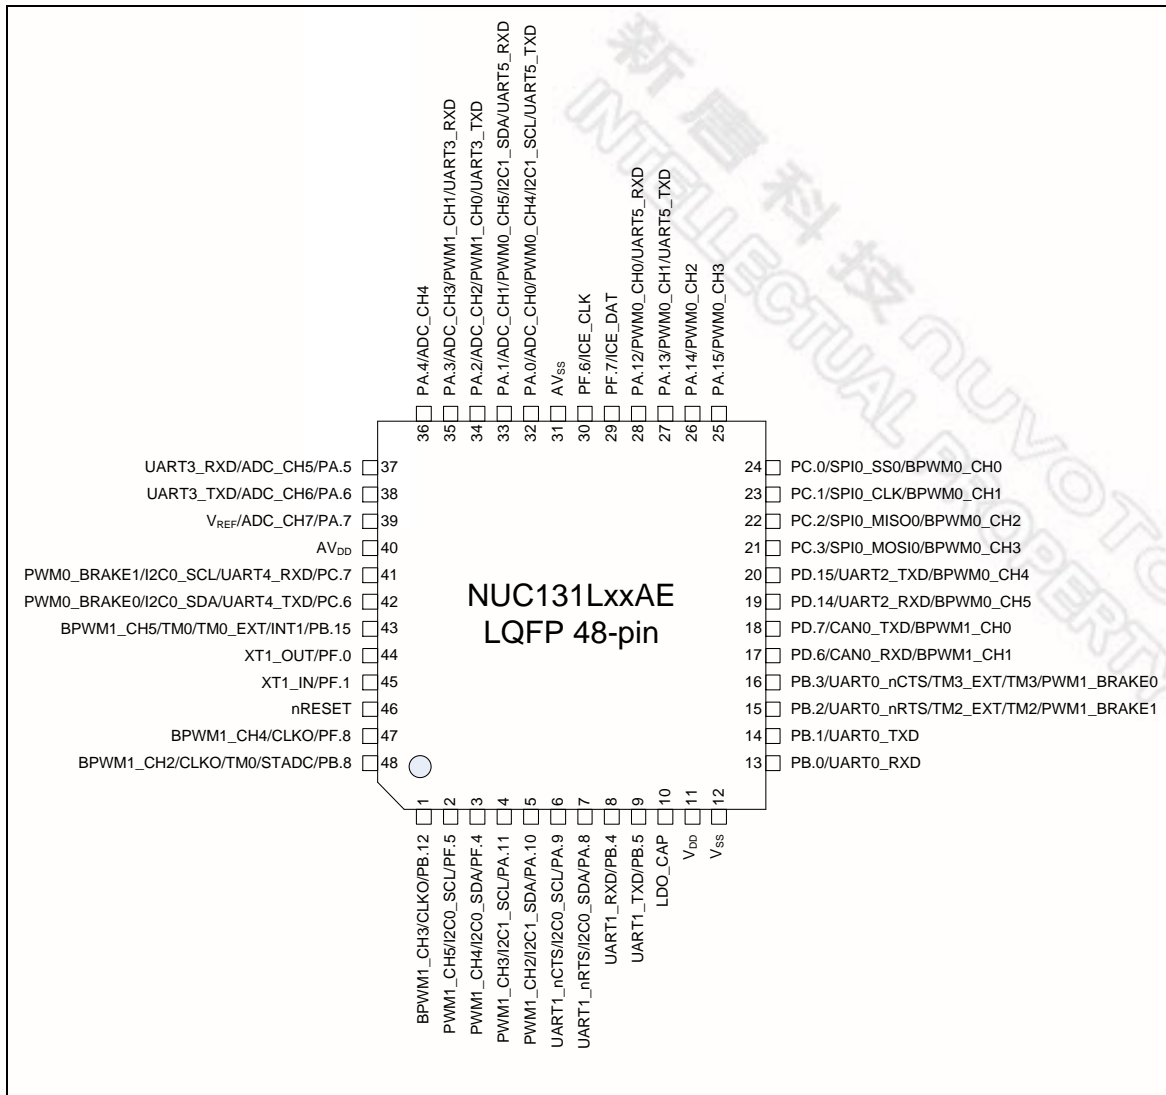 PA.4/ADC_CH4
PA.3/ADC_CH3/PWM1_CH1/UART3_RXD
PA.2/ADC_CH2/PWM1_CH0/UART3_TXD
PA.1/ADC_CH1/PWM0_CH5/I2C1_SDA/UART5_RXD
PA.0/ADC_CH0/PWM0_CH4/I2C1_SCL/UART5_TXD
AVSS
PF.6/ICE_CLK
PF.7/ICE_DAT
PA.12/PWM0_CH0/UART5_RXD
PA.13/PWM0_CH1/UART5_TXD
PA.14/PWM0_CH2
PA.15/PWM0_CH3
36 35 34 33 32 31 30 29 28 27 26 25
UART3_RXD/ADC_CH5/PA.5 37
UART3_TXD/ADC_CH6/PA.6 38
VREF/ADC_CH7/PA.7 39
AVDD 40
PWM0_BRAKE1/I2C0_SCL/UART4_RXD/PC.7 41
PWM0_BRAKE0/I2C0_SDA/UART4_TXD/PC.6 42
BPWM1_CH5/TM0/TM0_EXT/INT1/PB.15 43
XT1_OUT/PF.0 44
XT1_IN/PF.1 45
nRESET 46
BPWM1_CH4/CLKO/PF.8 47
BPWM1_CH2/CLKO/TM0/STADC/PB.8 48
NUC131LxxAE
LQFP 48-pin
24 PC.0/SPI0_SS0/BPWM0_CH0
23 PC.1/SPI0_CLK/BPWM0_CH1
22 PC.2/SPI0_MISO0/BPWM0_CH2
21 PC.3/SPI0_MOSI0/BPWM0_CH3
20 PD.15/UART2_TXD/BPWM0_CH4
19 PD.14/UART2_RXD/BPWM0_CH5
18 PD.7/CAN0_TXD/BPWM1_CH0
17 PD.6/CAN0_RXD/BPWM1_CH1
16 PB.3/UART0_nCTS/TM3_EXT/TM3/PWM1_BRAKE0
15 PB.2/UART0_nRTS/TM2_EXT/TM2/PWM1_BRAKE1
14 PB.1/UART0_TXD
13 PB.0/UART0_RXD
1 2 3 4 5 6 7 8 9 10 11 12
BPWM1_CH3/CLKO/PB.12
PWM1_CH5/I2C0_SCL/PF.5
PWM1_CH4/I2C0_SDA/PF.4
PWM1_CH3/I2C1_SCL/PA.11
PWM1_CH2/I2C1_SDA/PA.10
UART1_nCTS/I2C0_SCL/PA.9
UART1_nRTS/I2C0_SDA/PA.8
UART1_RXD/PB.4
UART1_TXD/PB.5
LDO_CAP
VDD
VSS
新唐科技 NUVOTO
INTELLECTUAL PROPERTY